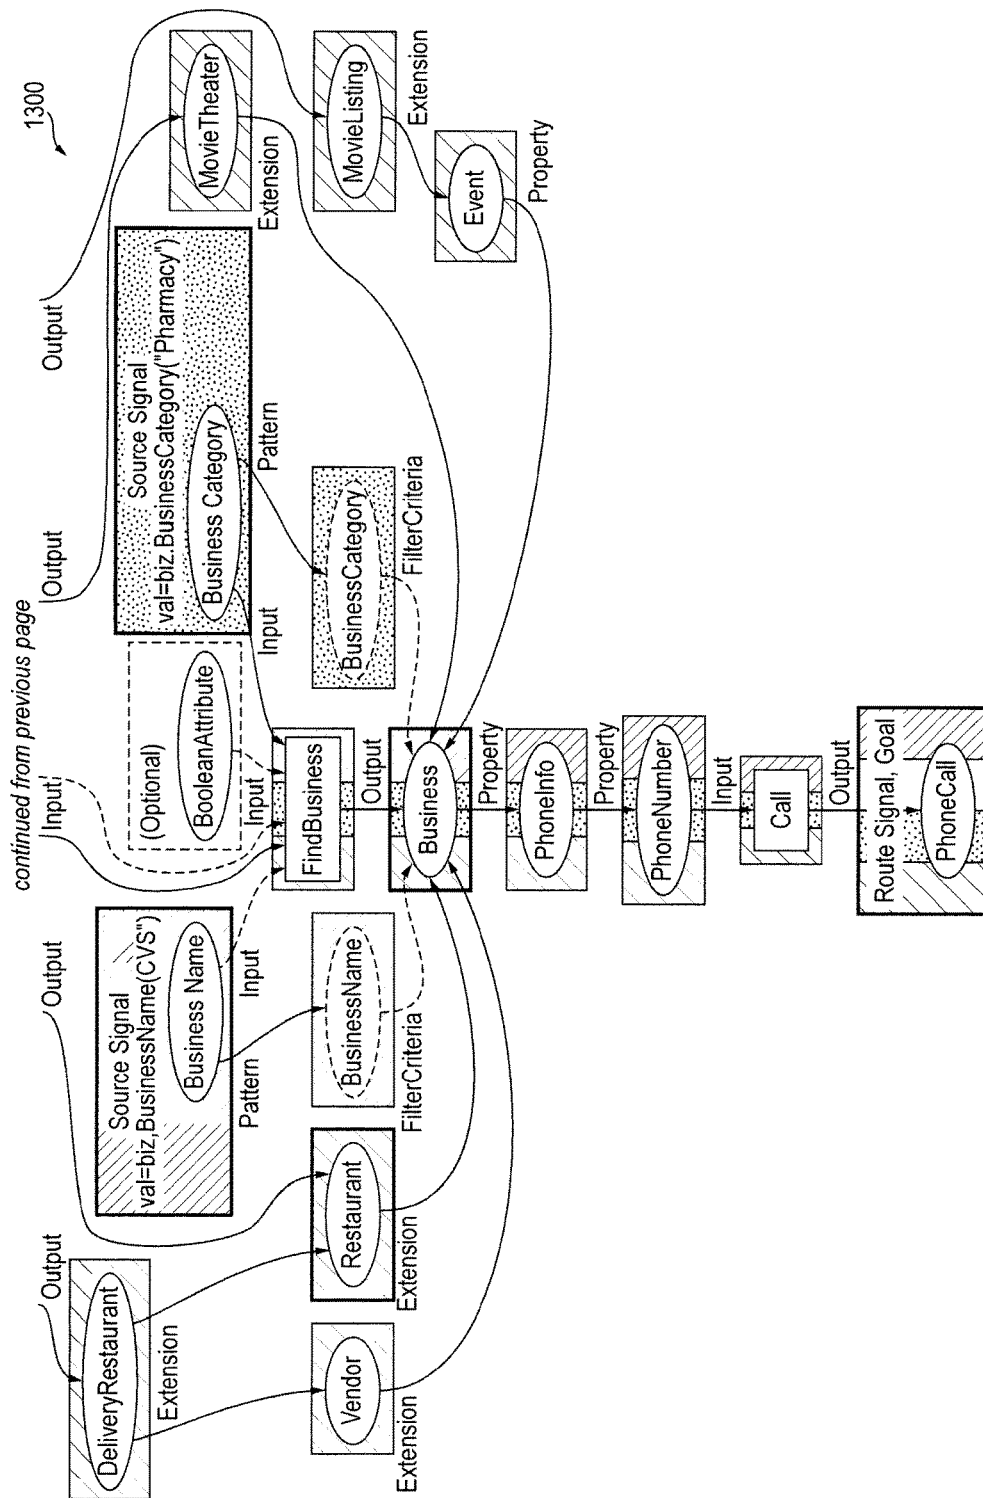 1300
continued from previous page
Output
Output
Output
Output
Input
DeliveryRestaurant
Extension
Source Signal
val=biz,BusinessName(CVS")
Business Name
Pattern
Input
(Optional)
BooleanAttribute
Input
Source Signal
val=biz.BusinessCategory("Pharmacy")
Business Category
Input
Pattern
MovieTheater
Extension
Vendor
Extension
Restaurant
Extension
BusinessName
FilterCriteria
FindBusiness
Output
BusinessCategory
FilterCriteria
MovieListing
Extension
Business
Property
Event
Property
PhoneInfo
Property
PhoneNumber
Input
Call
Output
Route Signal, Goal
PhoneCall